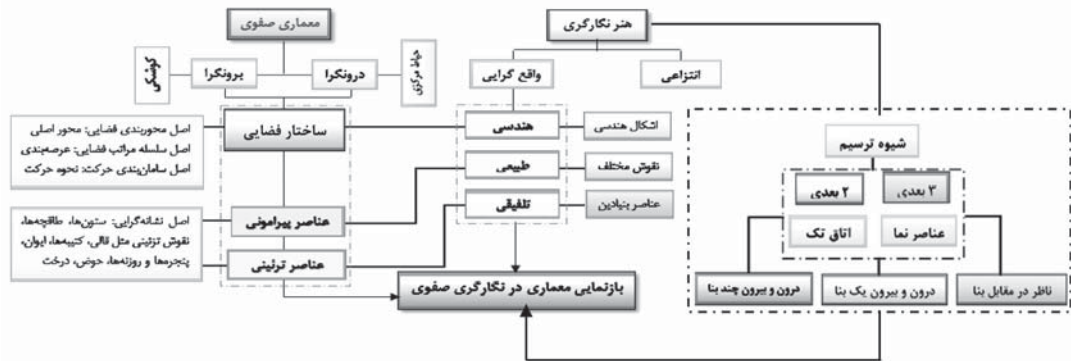 معماری صفوی
هنر نگارگری
کوشکی
برونگرا
درونگرا
حیاط مرکزی
واقع گرایی
انتزاعی
ساختار فضایی
هندسی
اشکال هندسی
اصل محوربندی فضایی: محور اصلی
اصل سلسله مراتب فضایی: عرصه‌بندی
اصل سامان‌بندی حرکت: نحوه حرکت
طبیعی
نقوش مختلف
عناصر پیرامونی
تلفیقی
عناصر بنیادین
اصل نشانه‌گرایی: ستون‌ها، طاقچه‌ها،
نقوش تزئینی مثل قالی، کتیبه‌ها، ایوان،
پنجره‌ها و روزنه‌ها، حوض، درخت
عناصر تزئینی
بازنمایی معماری در نگارگری صفوی
شیوه ترسیم
۳ بعدی
۲ بعدی
عناصر نما
اتاق تک
ناظر در مقابل بنا
درون و بیرون یک بنا
درون و بیرون چند بنا